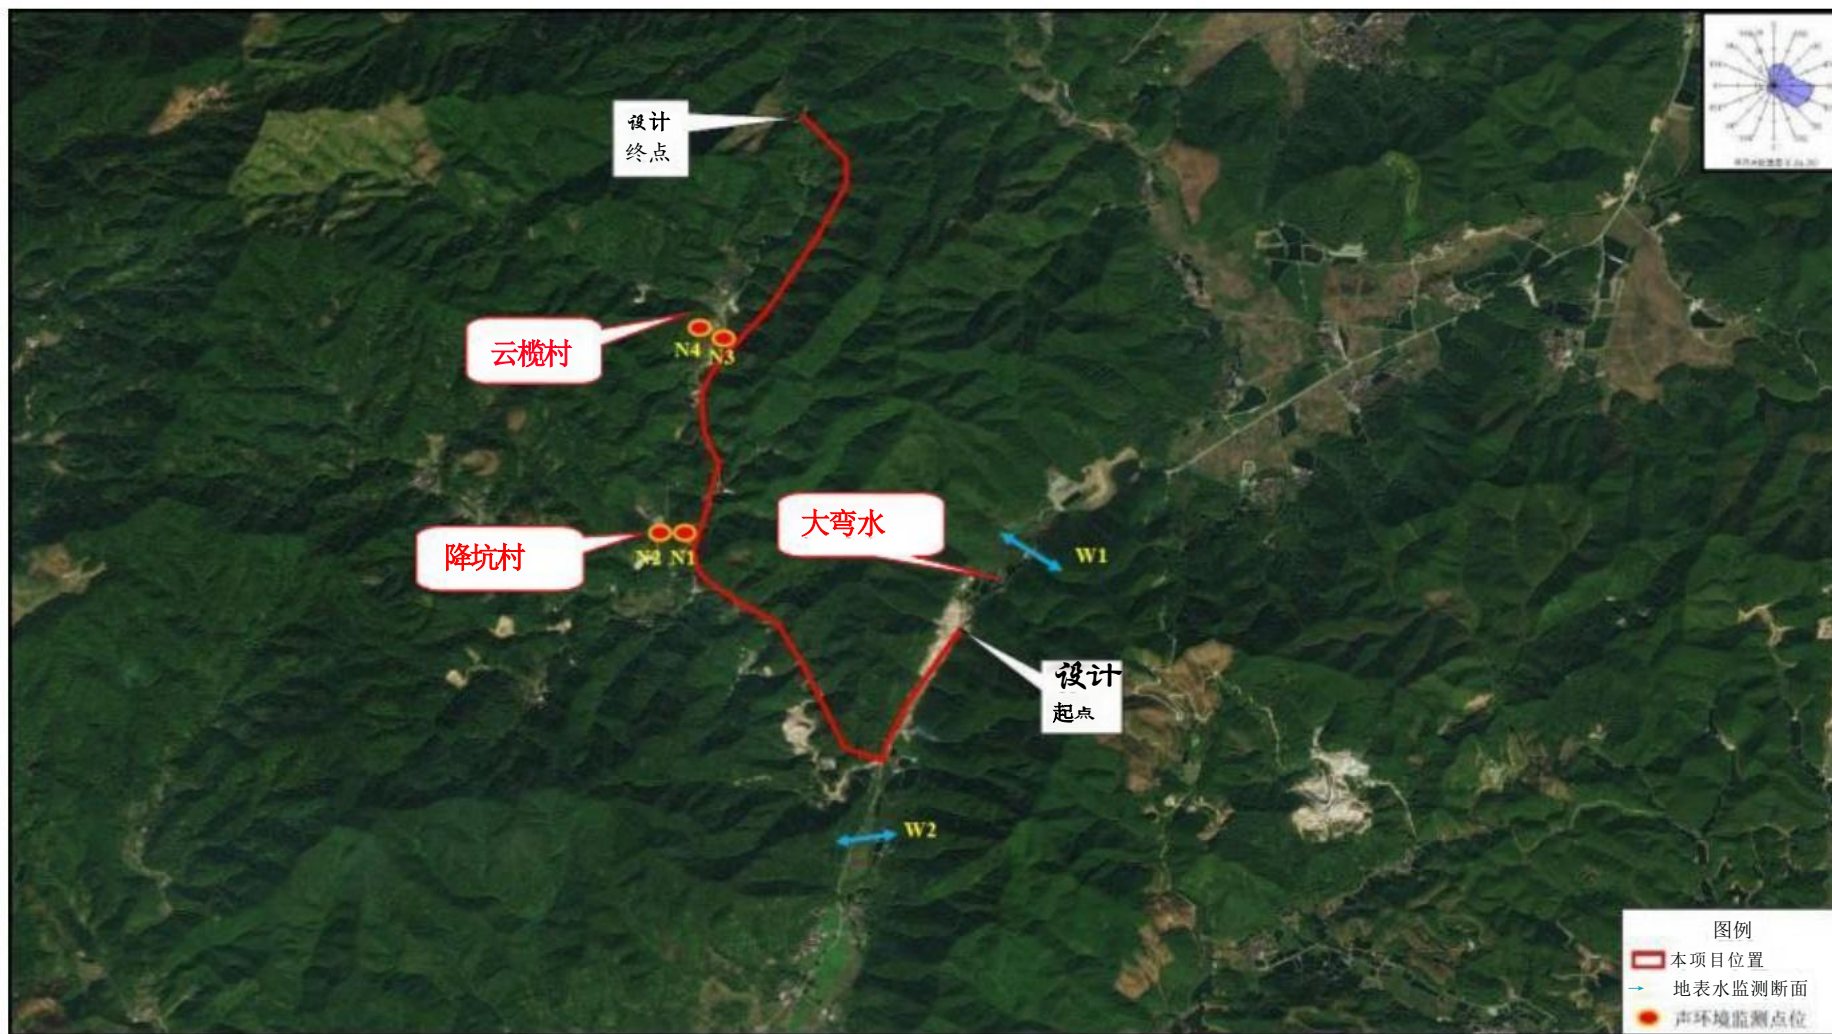 设计
终点
云榄村
N4
N3
大弯水
W1
降坑村
N2
N1
设计
起点
W2
图例
本项目位置
地表水监测断面
声环境监测点位